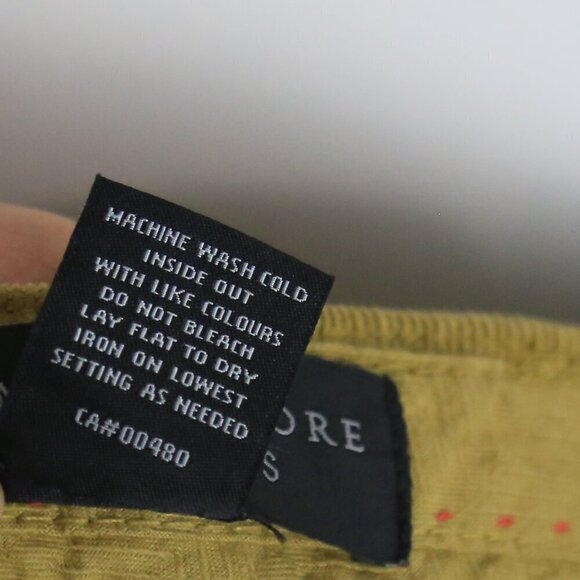 MACHINE WASH COLD
INSIDE OUT
WITH LIKE COLOURS
DO NOT BLEACH
LAY FLAT TO DRY
IRON ON LOWEST
SETTING AS NEEDED
CA#00480
ORE
S